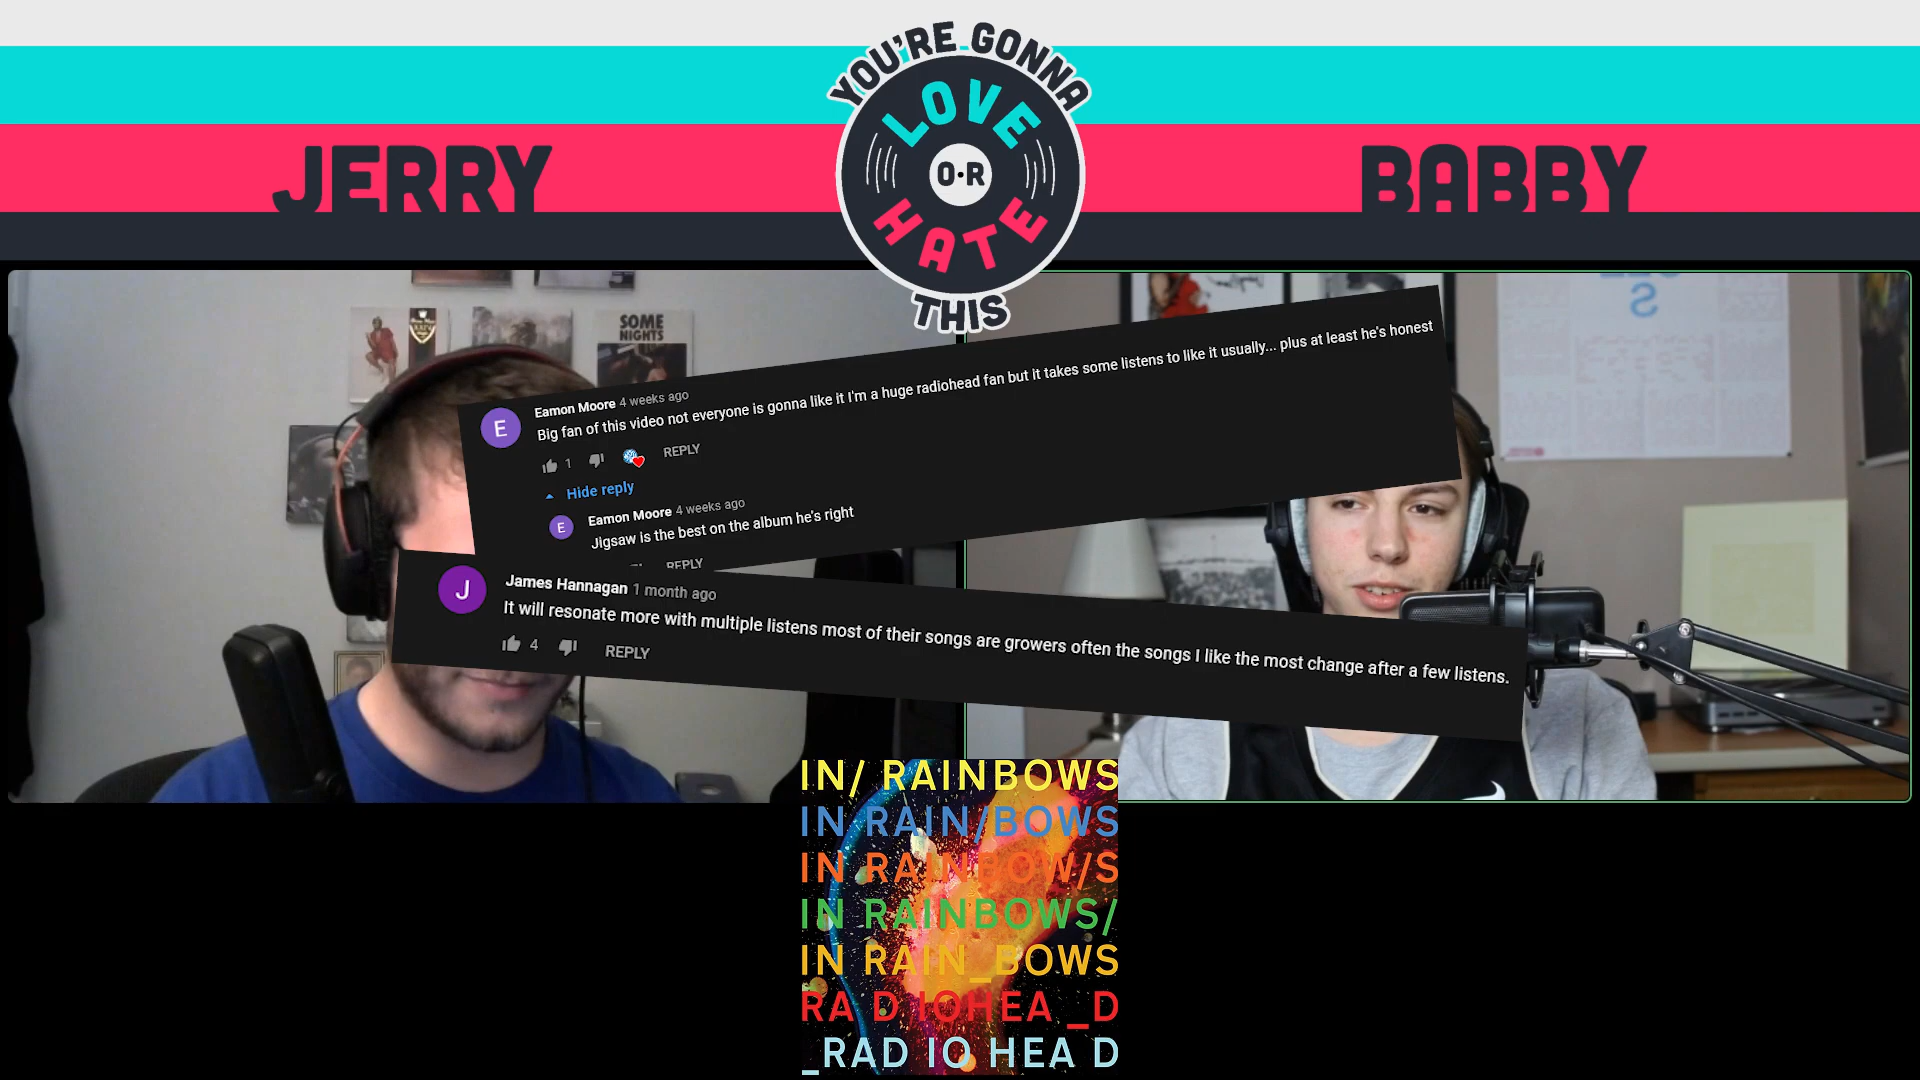 YOU'RE GONNA
LOVE
O·R
HATE
THIS
JERRY
BABBY
SOME
NIGHTS
S
E
Eamon Moore 4 weeks ago
Big fan of this video not everyone is gonna like it I'm a huge radiohead fan but it takes some listens to like it usually... plus at least he's honest
1
REPLY
Hide reply
E
Eamon Moore 4 weeks ago
Jigsaw is the best on the album he's right
REPLY
J
James Hannagan 1 month ago
It will resonate more with multiple listens most of their songs are growers often the songs I like the most change after a few listens.
4
REPLY
IN/ RAINBOWS
IN RAIN/BOWS
IN RAINBOW/S
IN RAINBOWS/
IN RAIN_BOWS
RA D IOHEA _D
_RAD IO HEA D